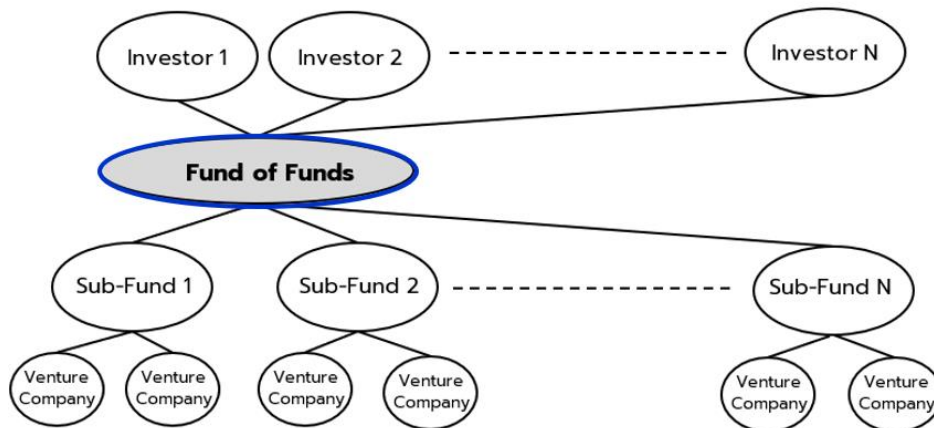 Investor 1
Investor 2
Investor N
Fund of Funds
Sub-Fund 1
Sub-Fund 2
Sub-Fund N
Venture
Company
Venture
Company
Venture
Company
Venture
Company
Venture
Company
Venture
Company